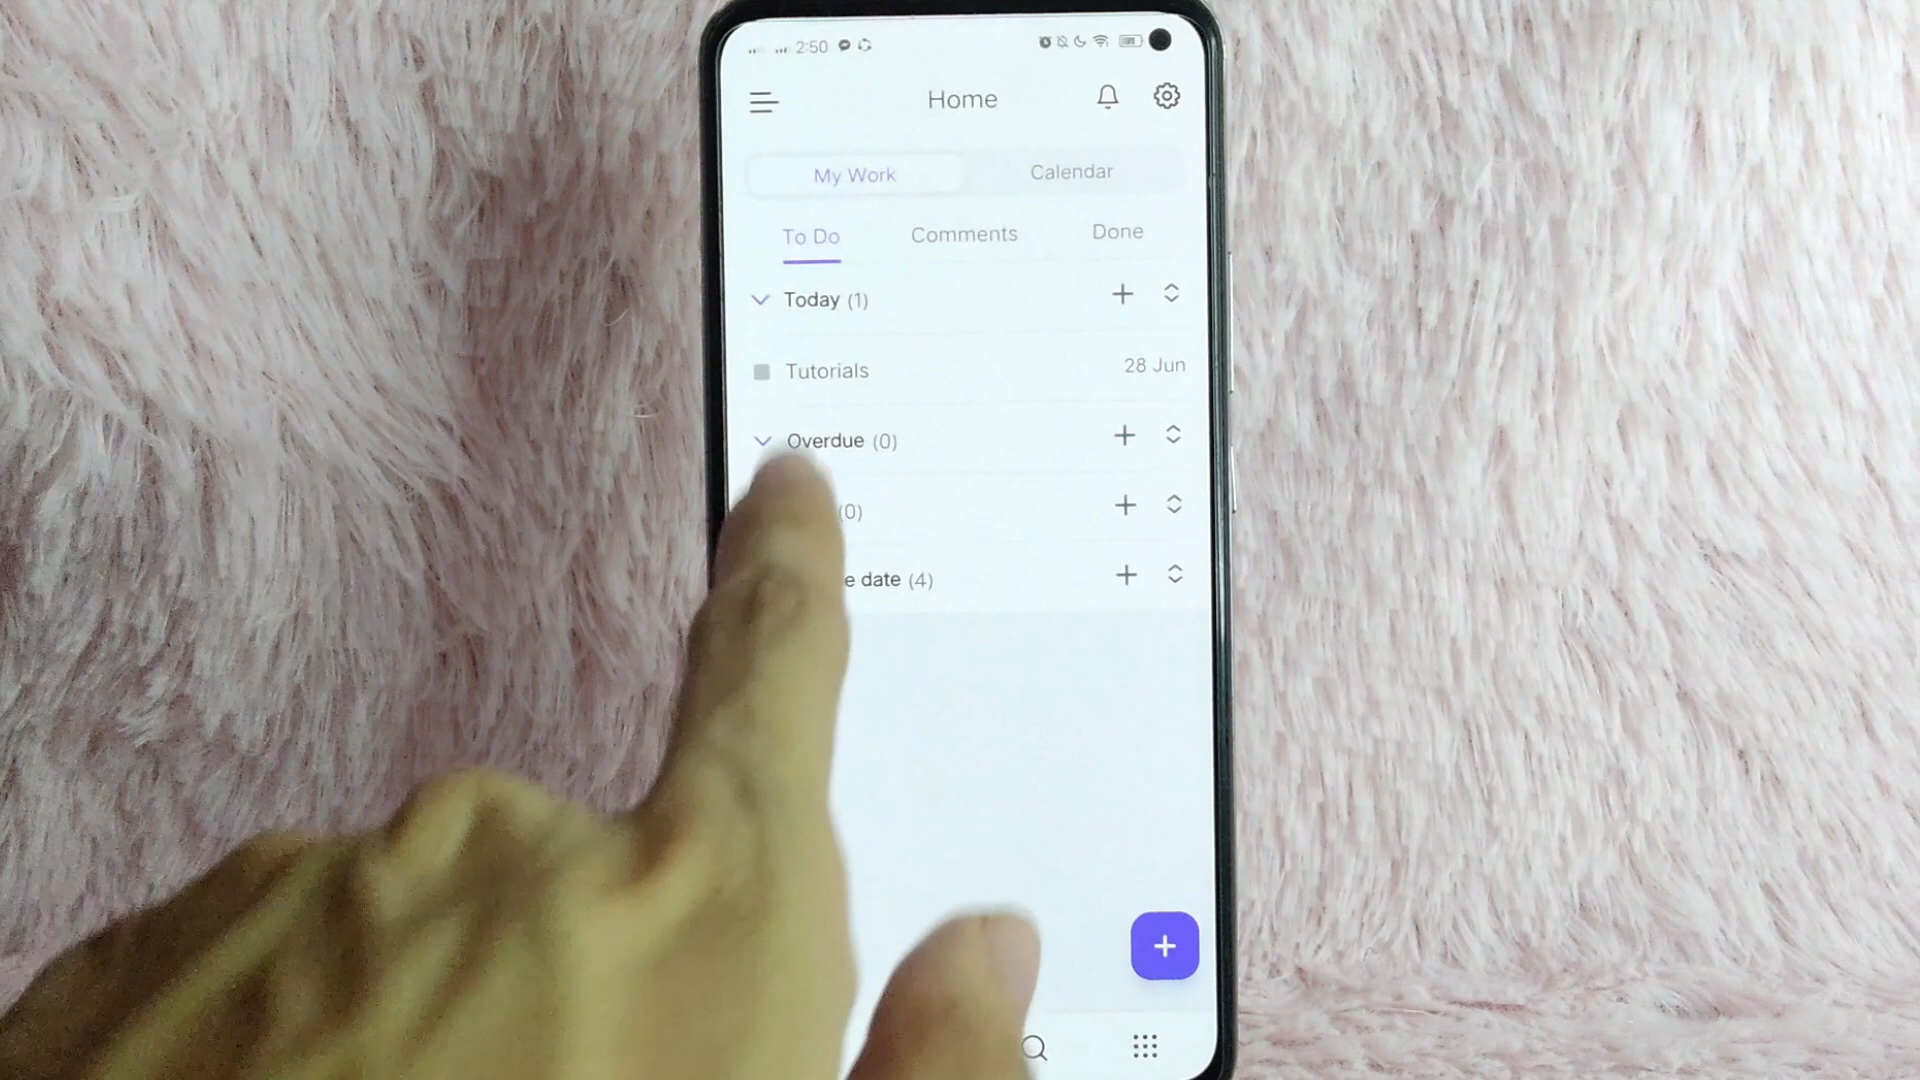 2:50
Home
My Work
Calendar
To Do
Comments
Done
Today (1)
Tutorials
28 Jun
Overdue (0)
(0)
e date (4)